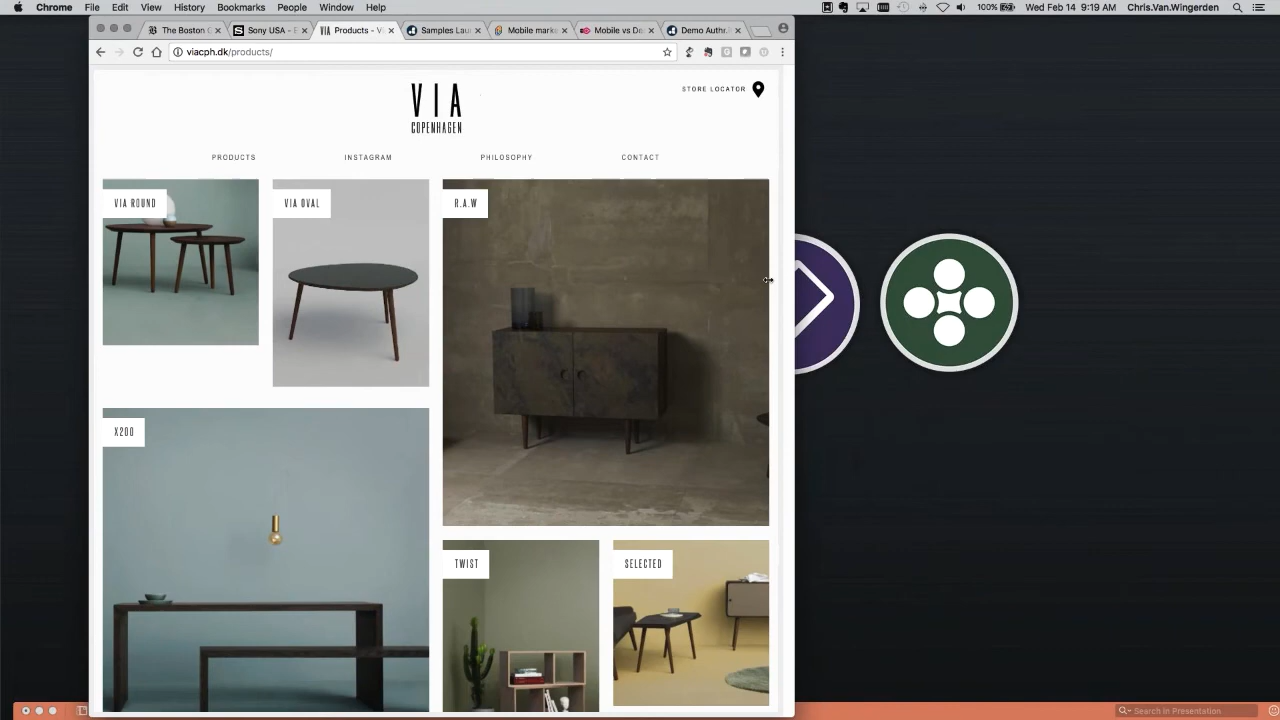 Chrome File Edit View History Bookmarks People Window Help 100% Wed Feb 14 9:19 AM Chris.Van.Wingerden
The Boston Sony USA - E Products - Vi Samples Lau Mobile mark Mobile vs De Demo Auth
viacph.dk/products/
VIA
COPENHAGEN
STORE LOCATOR
PRODUCTS INSTAGRAM PHILOSOPHY CONTACT
VIA ROUND
VIA OVAL
R.A.W
X200
TWIST
SELECTED
Search in Presentation